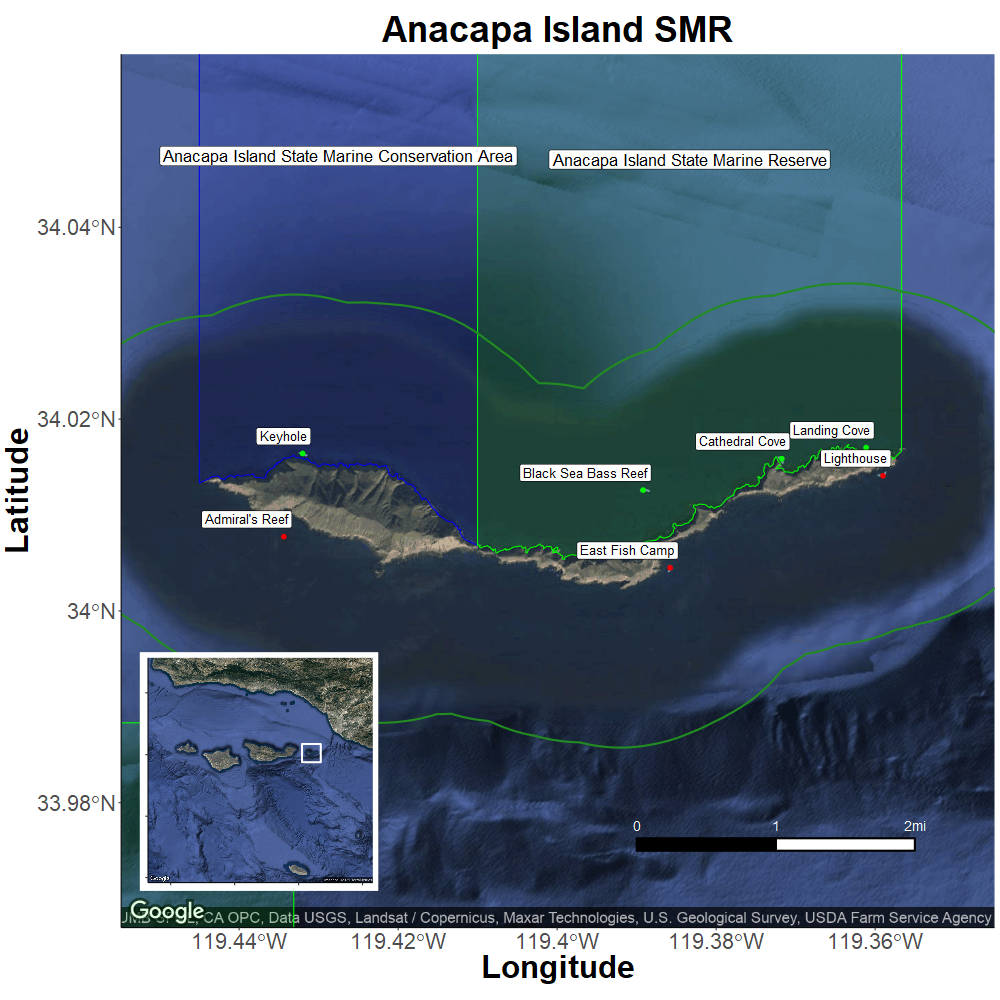 Anacapa Island SMR
Anacapa Island State Marine Conservation Area
Anacapa Island State Marine Reserve
34.04°N
34.02°N
34°N
33.98°N
Latitude
Keyhole
Landing Cove
Cathedral Cove
Lighthouse
Black Sea Bass Reef
Admiral's Reef
East Fish Camp
0 1 2mi
Google
Google CA OPC, Data USGS, Landsat / Copernicus, Maxar Technologies, U.S. Geological Survey, USDA Farm Service Agency
119.44°W 119.42°W 119.4°W 119.38°W 119.36°W
Longitude